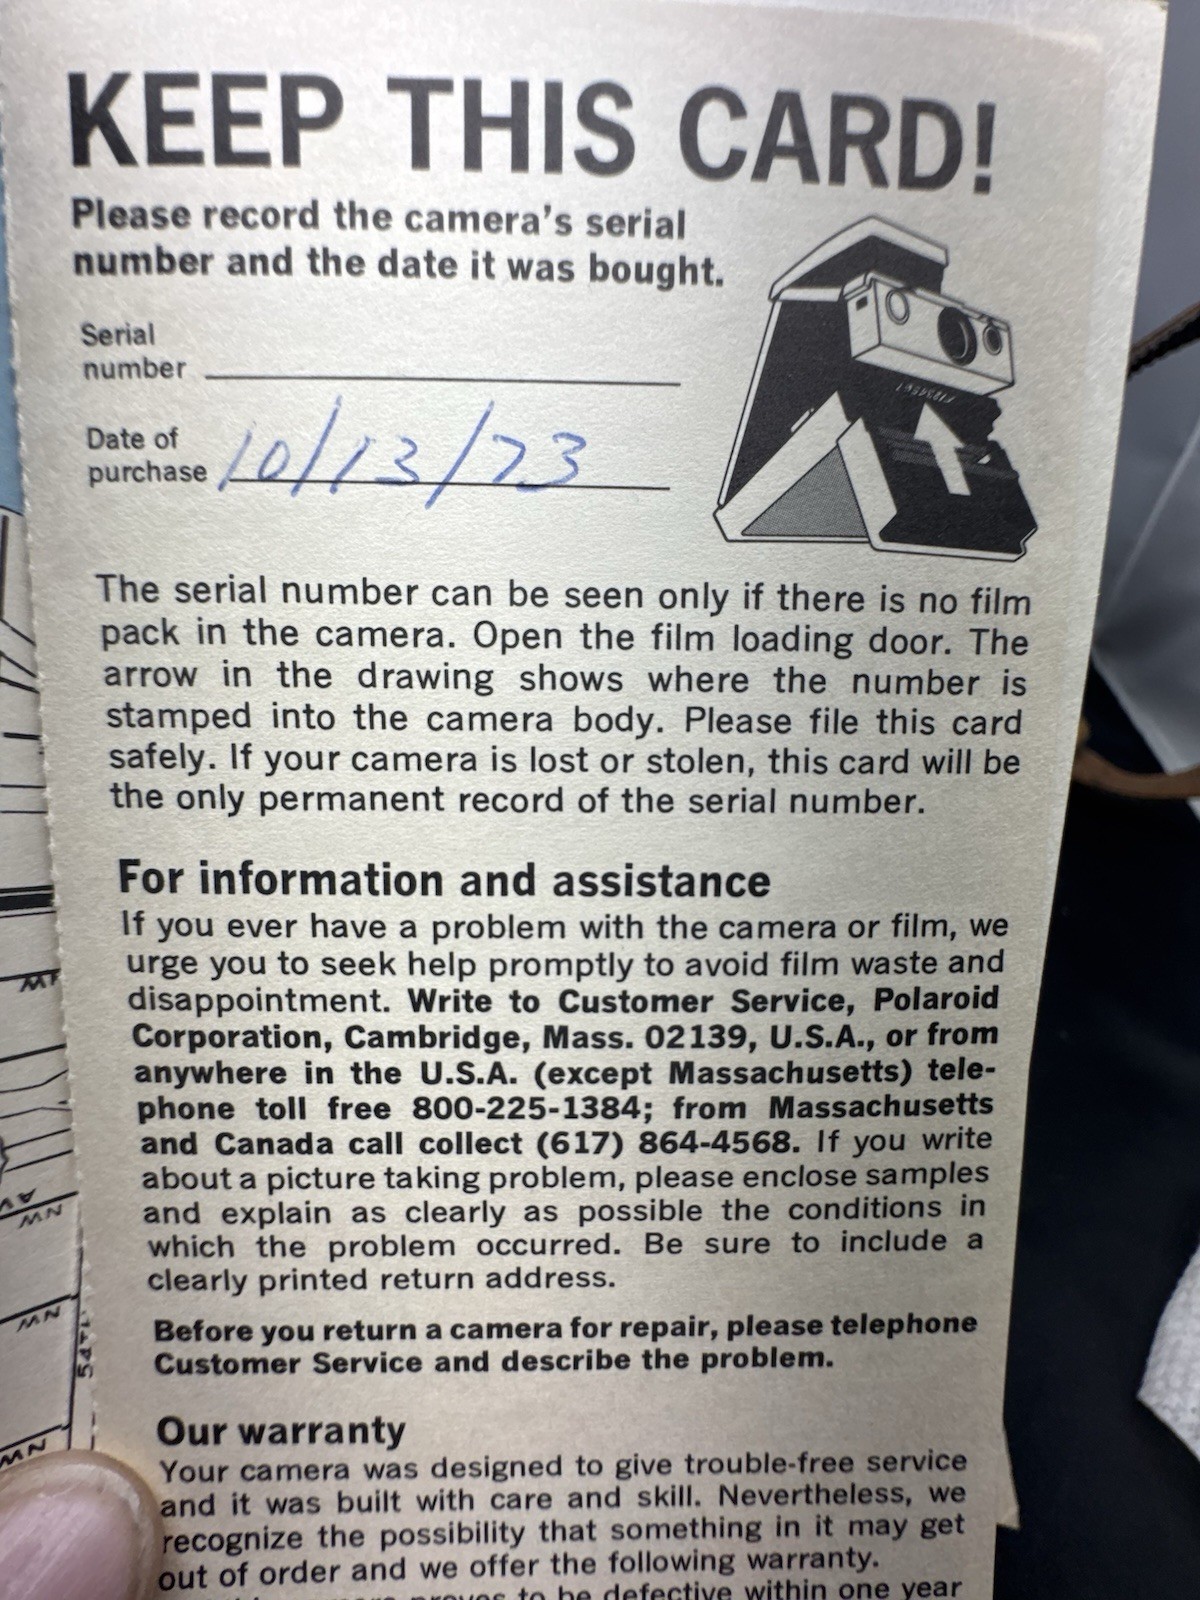 KEEP THIS CARD!
Please record the camera's serial
number and the date it was bought.
Serial
number
Date of
purchase 10/13/73
The serial number can be seen only if there is no film
pack in the camera. Open the film loading door. The
arrow in the drawing shows where the number is
stamped into the camera body. Please file this card
safely. If your camera is lost or stolen, this card will be
the only permanent record of the serial number.
For information and assistance
If you ever have a problem with the camera or film, we
urge you to seek help promptly to avoid film waste and
disappointment. Write to Customer Service, Polaroid
Corporation, Cambridge, Mass. 02139, U.S.A., or from
anywhere in the U.S.A. (except Massachusetts) tele-
phone toll free 800-225-1384; from Massachusetts
and Canada call collect (617) 864-4568. If you write
about a picture taking problem, please enclose samples
and explain as clearly as possible the conditions in
which the problem occurred. Be sure to include a
clearly printed return address.
Before you return a camera for repair, please telephone
Customer Service and describe the problem.
Our warranty
Your camera was designed to give trouble-free service
and it was built with care and skill. Nevertheless, we
recognize the possibility that something in it may get
out of order and we offer the following warranty.
to be defective within one year